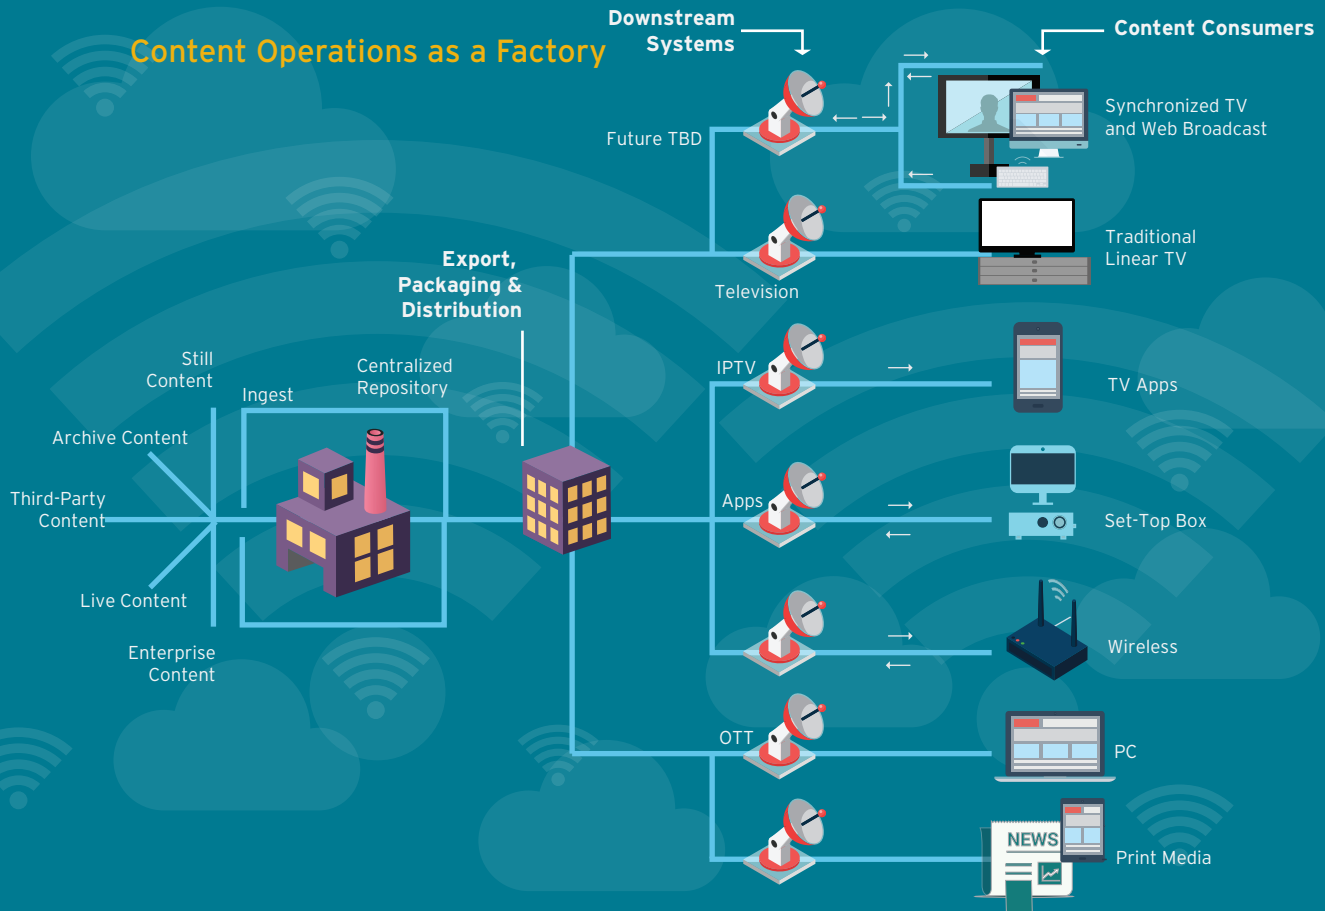 Content Operations as a Factory
Downstream
Systems
Content Consumers
Future TBD
Synchronized TV
and Web Broadcast
Television
Traditional
Linear TV
Export,
Packaging &
Distribution
Still
Content
Ingest
Centralized
Repository
Archive Content
Third-Party
Content
Live Content
Enterprise
Content
IPTV
TV Apps
Apps
Set-Top Box
Wireless
OTT
PC
NEWS
Print Media